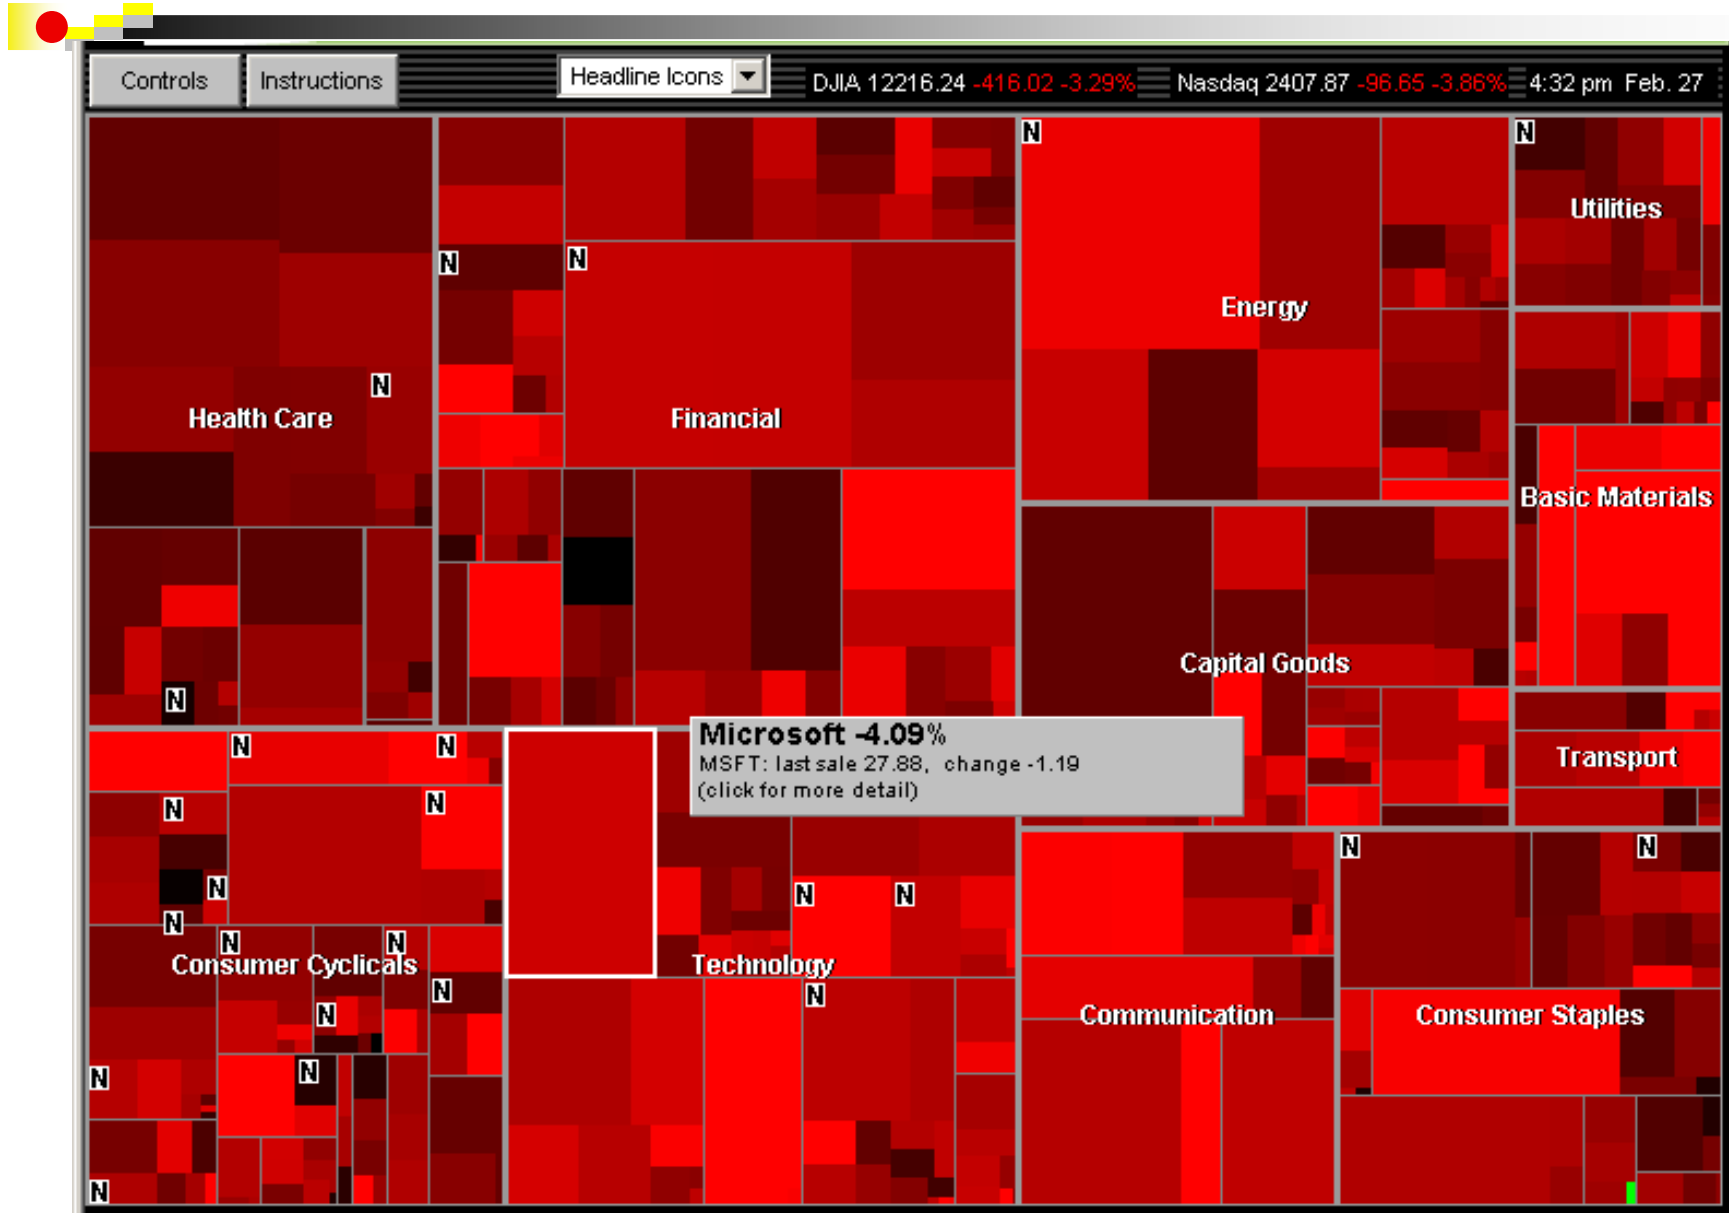 Controls
Instructions
Headline Icons
DJIA 12216.24 -416.02 -3.29%
Nasdaq 2407.87 -96.65 -3.86%
4:32 pm Feb. 27
N
N
Utilities
N
N
Energy
N
Health Care
Financial
Basic Materials
Capital Goods
N
Microsoft -4.09%
MSFT: last sale 27.88, change -1.19
(click for more detail)
N
N
Transport
N
N
N
N
N
N
N
N
N
N
Consumer Cyclicals
Technology
N
N
N
Communication
Consumer Staples
N
N
N